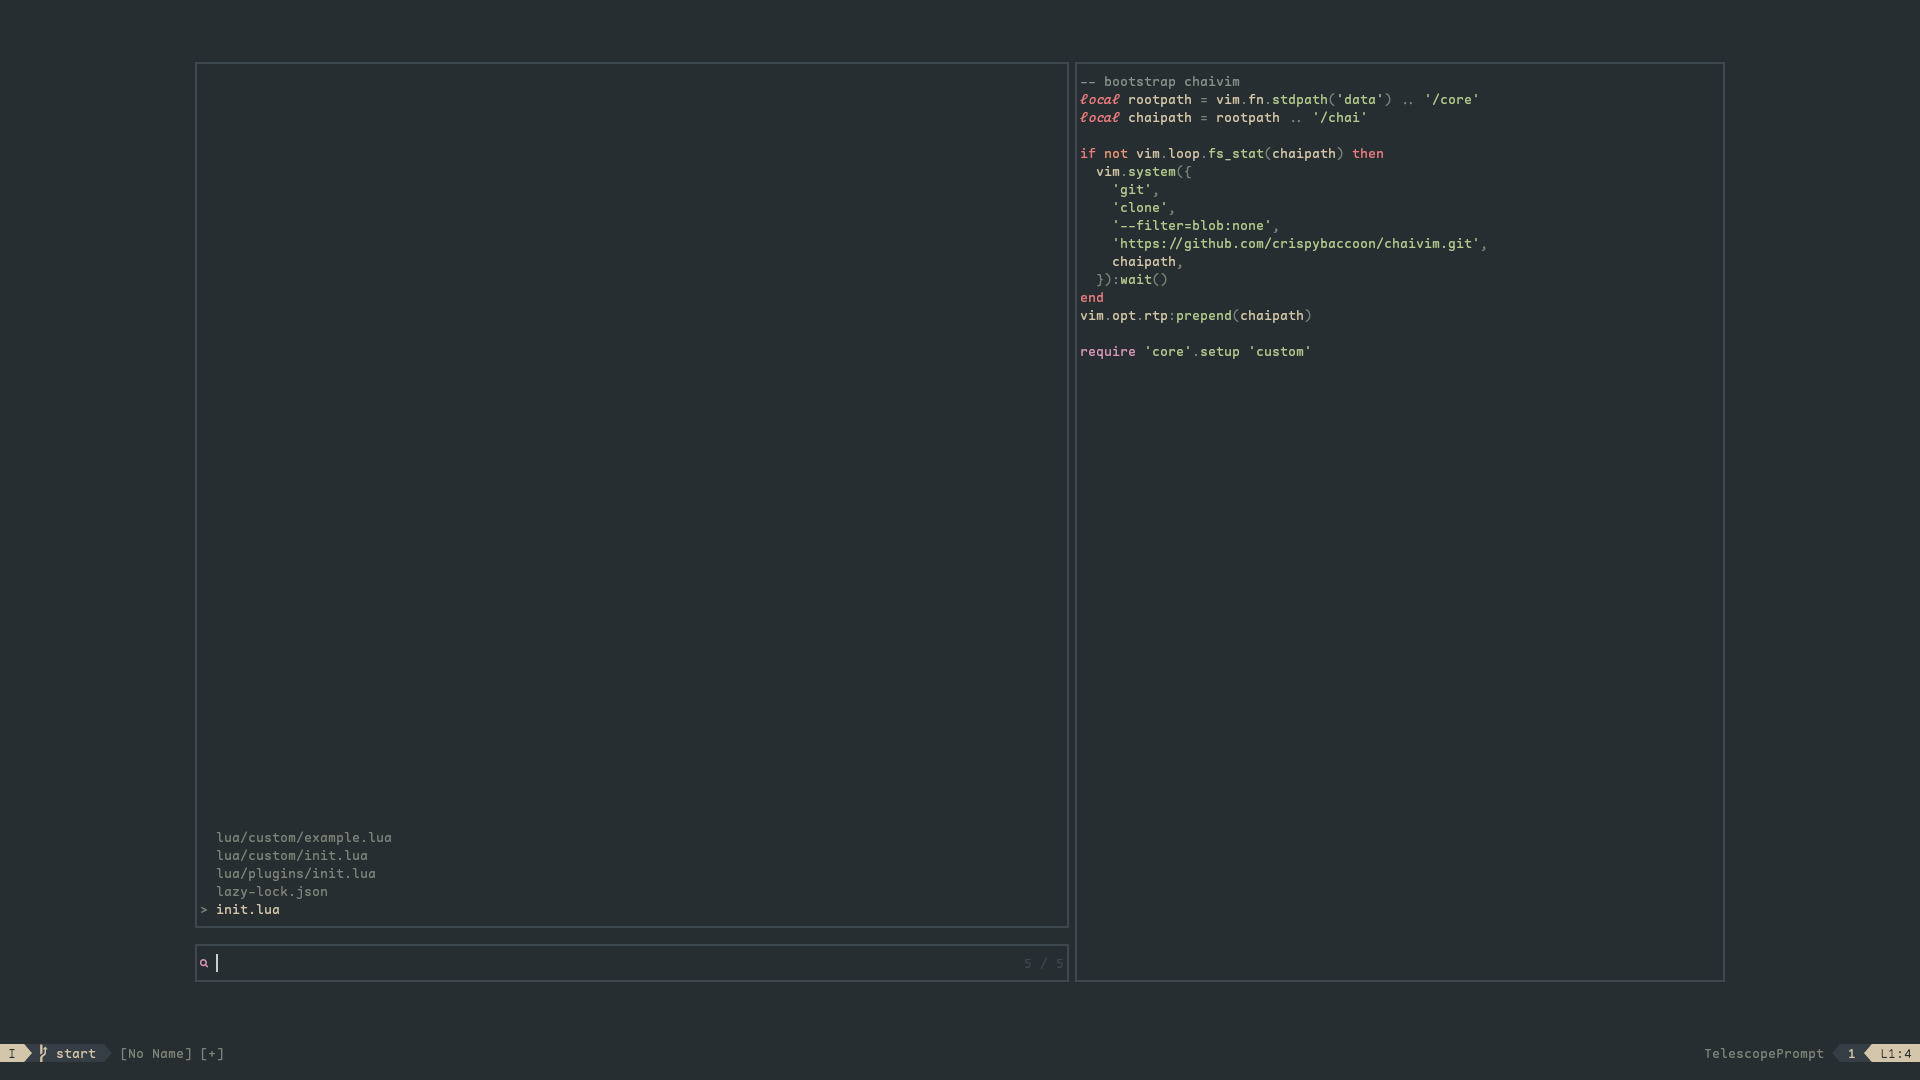 -- bootstrap chaivim
local rootpath = vim.fn.stdpath('data') .. '/core'
local chaipath = rootpath .. '/chai'
if not vim.loop.fs_stat(chaipath) then
vim.system({
'git',
'clone',
'--filter=blob:none',
'https://github.com/crispybaccoon/chaivim.git',
chaipath,
}):wait()
end
vim.opt.rtp:prepend(chaipath)
require 'core'.setup 'custom'
lua/custom/example.lua
lua/custom/init.lua
lua/plugins/init.lua
lazy-lock.json
> init.lua
5 / 5
I start [No Name] [+] TelescopePrompt 1 L1:4